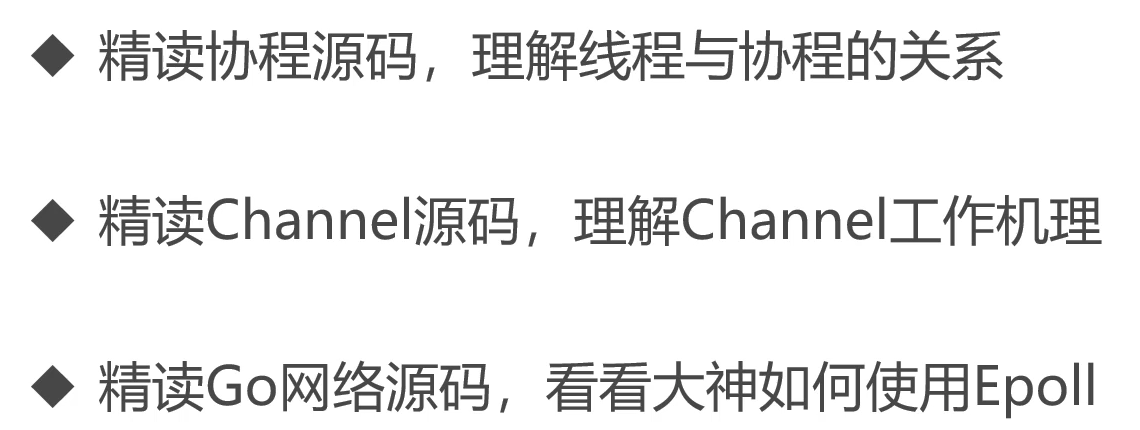 ◆ 精读协程源码，理解线程与协程的关系
◆ 精读Channel源码，理解Channel工作机理
◆ 精读Go网络源码，看看大神如何使用Epoll